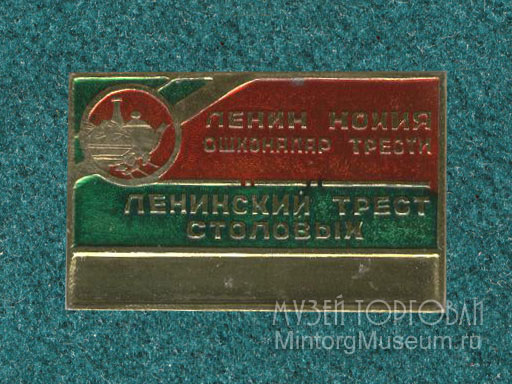 ЛЕНИН НОХИЯ
ОШХОНАЛАР ТРЕСТИ
ЛЕНИНСКИЙ ТРЕСТ
СТОЛОВЫХ
МУЗЕЙ ТОРГОВЛИ
MintorgMuseum.ru